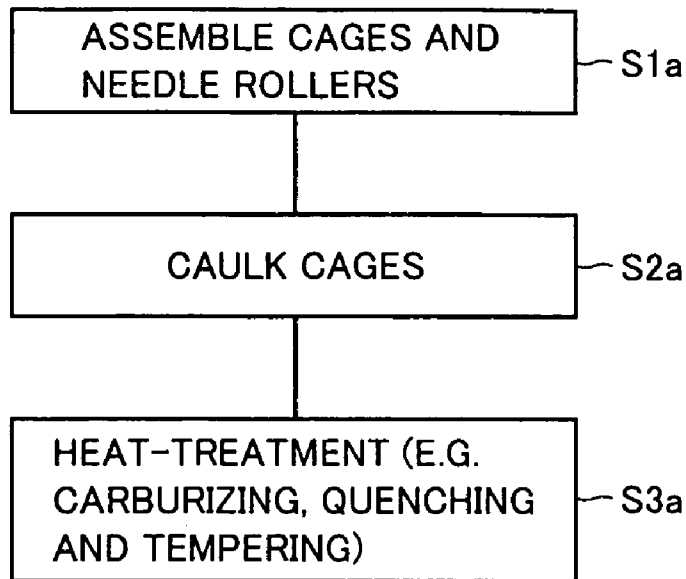 ASSEMBLE CAGES AND
NEEDLE ROLLERS
S1a
CAULK CAGES
S2a
HEAT-TREATMENT (E.G.
CARBURIZING, QUENCHING
AND TEMPERING)
S3a